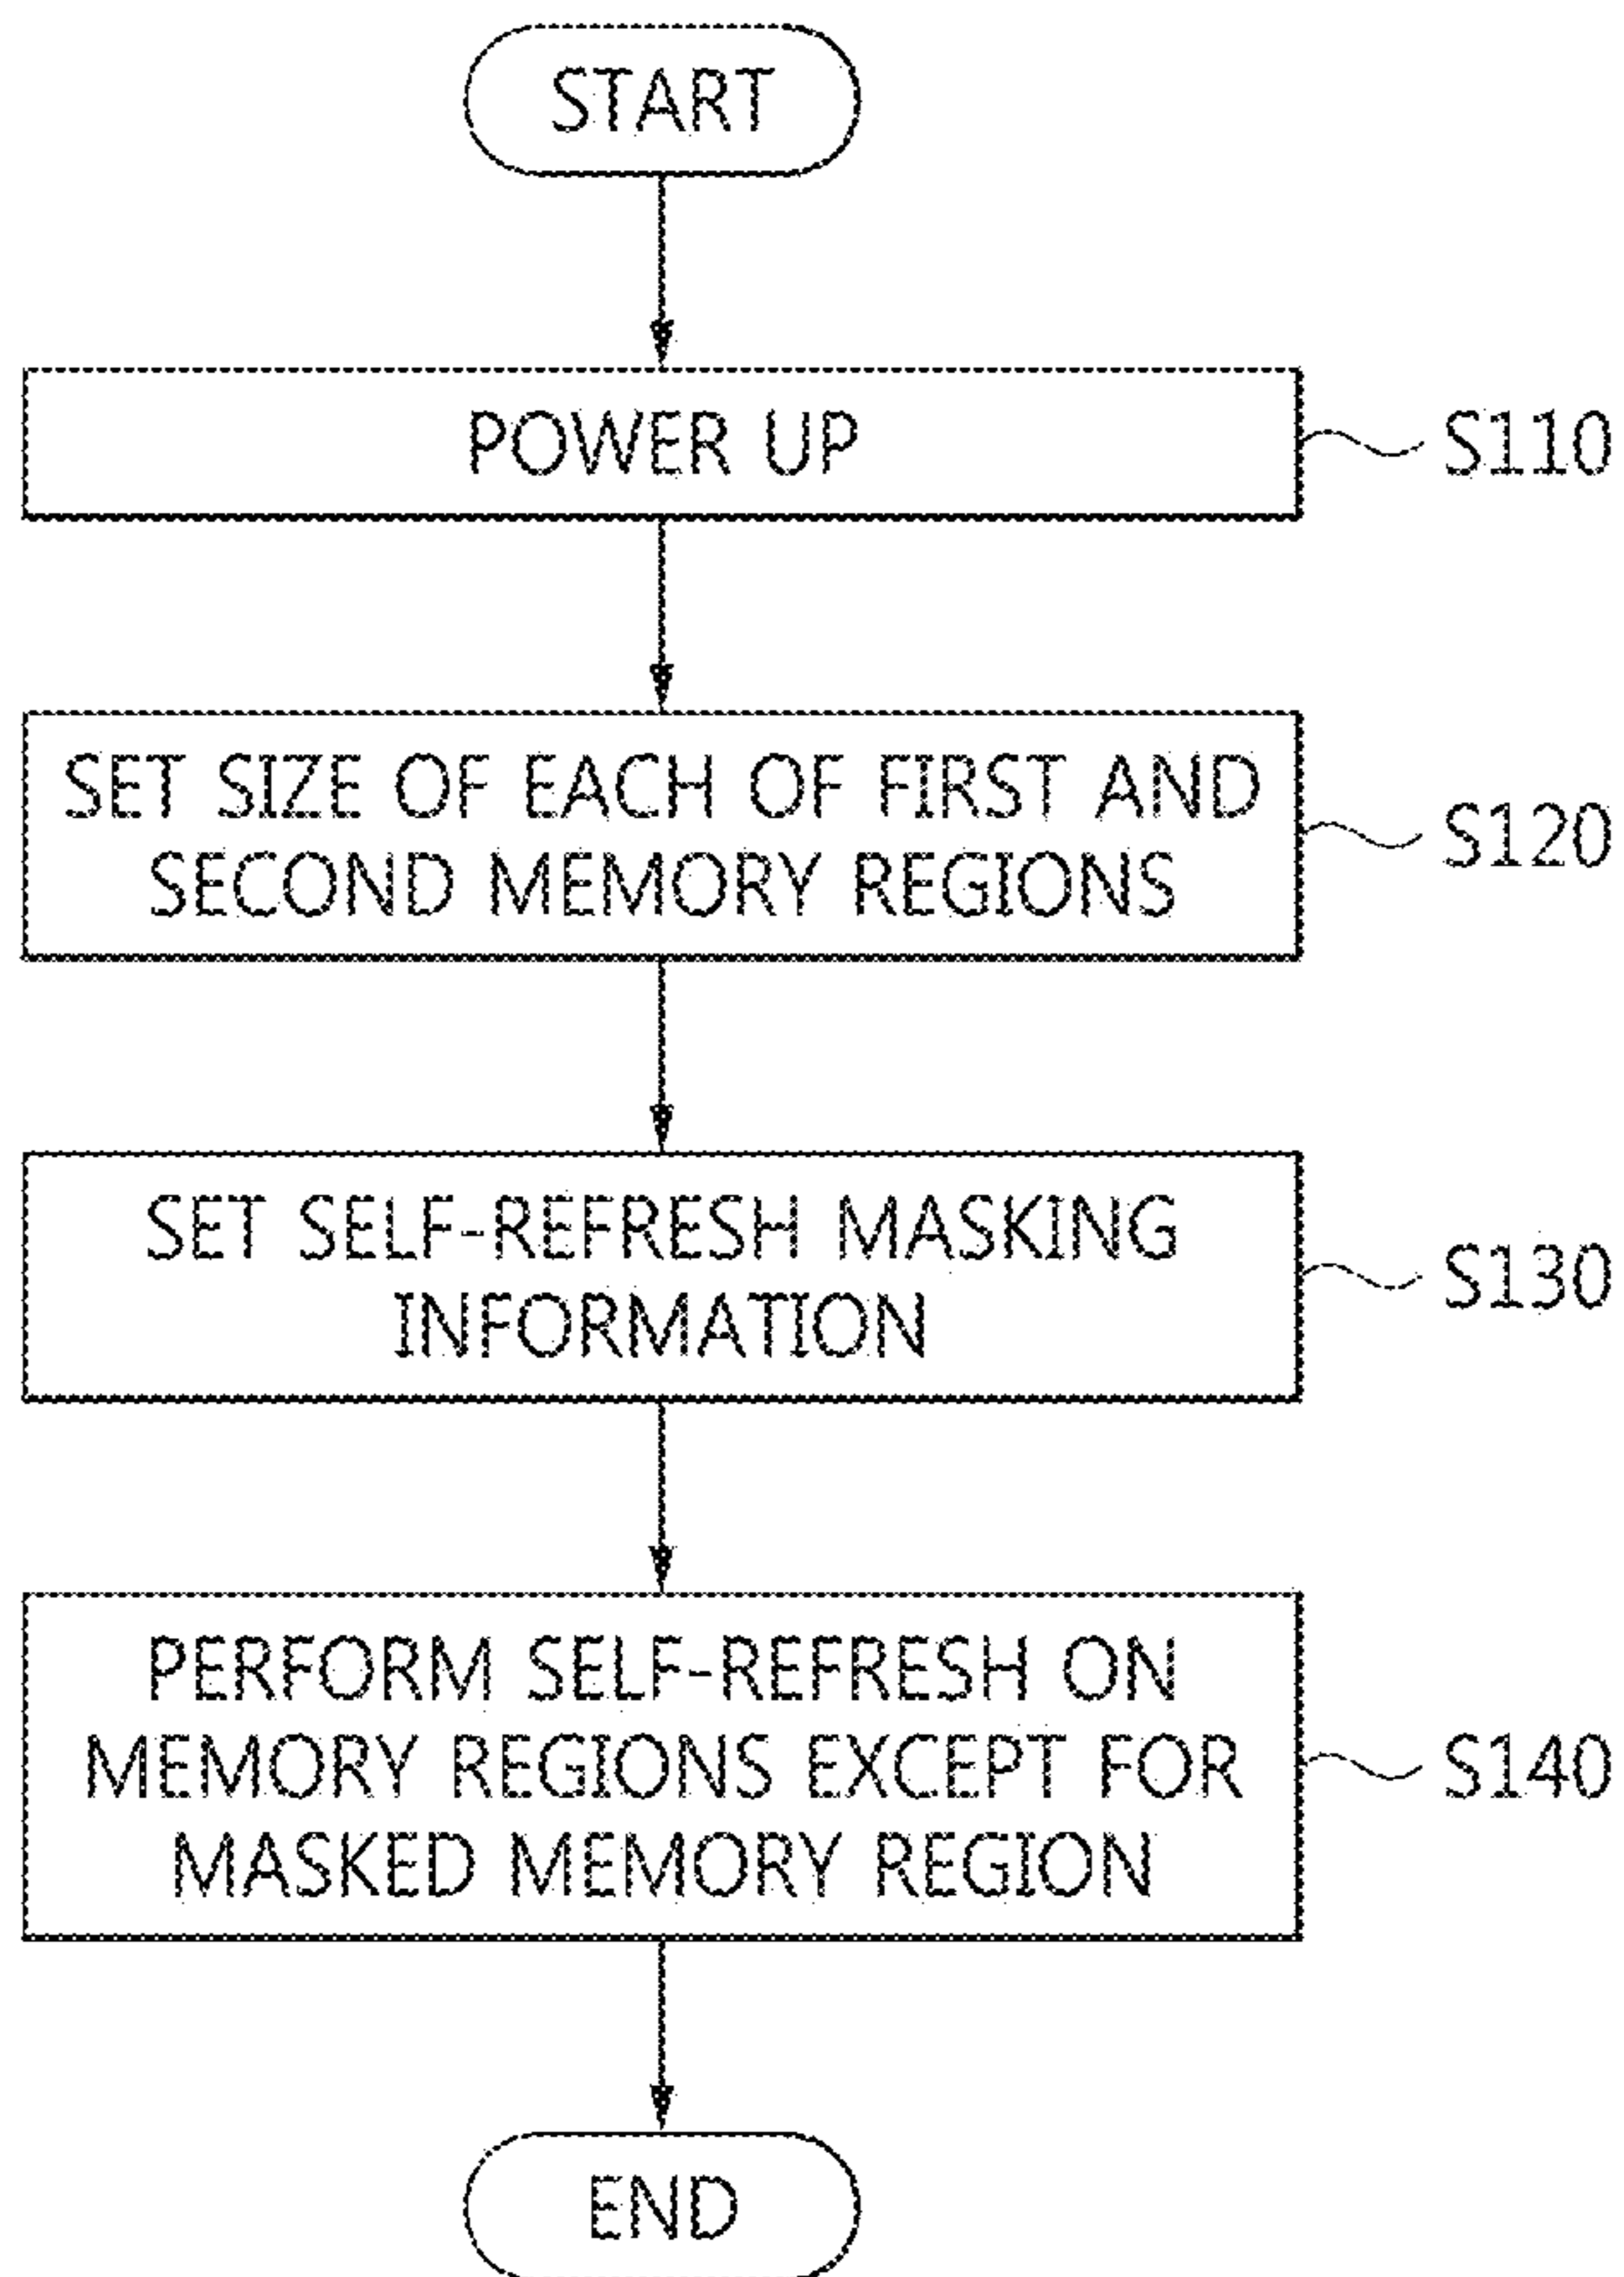 START
POWER UP
S110
SET SIZE OF EACH OF FIRST AND
SECOND MEMORY REGIONS
S120
SET SELF-REFRESH MASKING
INFORMATION
S130
PERFORM SELF-REFRESH ON
MEMORY REGIONS EXCEPT FOR
MASKED MEMORY REGION
S140
END